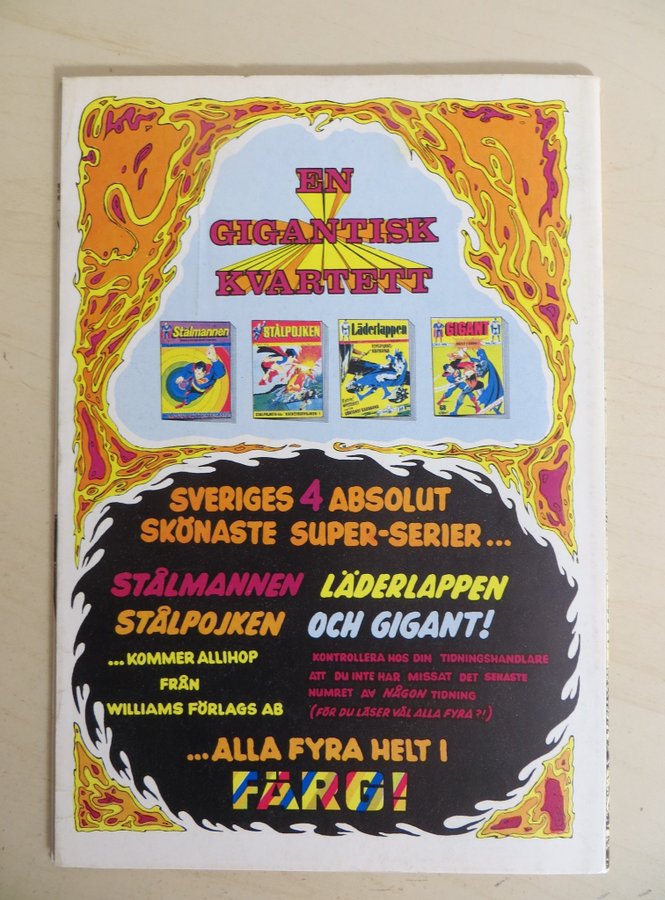 EN
GIGANTISK
KVARTETT
Stålmannen
STÅLPOJKEN
Läderlappen
GIGANT
68
SVERIGES 4 ABSOLUT
SKÖNASTE SUPER-SERIER...
STÅLMANNEN LÄDERLAPPEN
STÅLPOJKEN OCH GIGANT!
...KOMMER ALLIHOP
FRÅN
WILLIAMS FÖRLAGS AB
KONTROLLERA HOS DIN TIDNINGSHANDLARE
ATT DU INTE HAR MISSAT DET SENASTE
NUMRET AV NÅGON TIDNING
(FÖR DU LÄSER VÄL ALLA FYRA?!)
...ALLA FYRA HELT I
FÄRG!